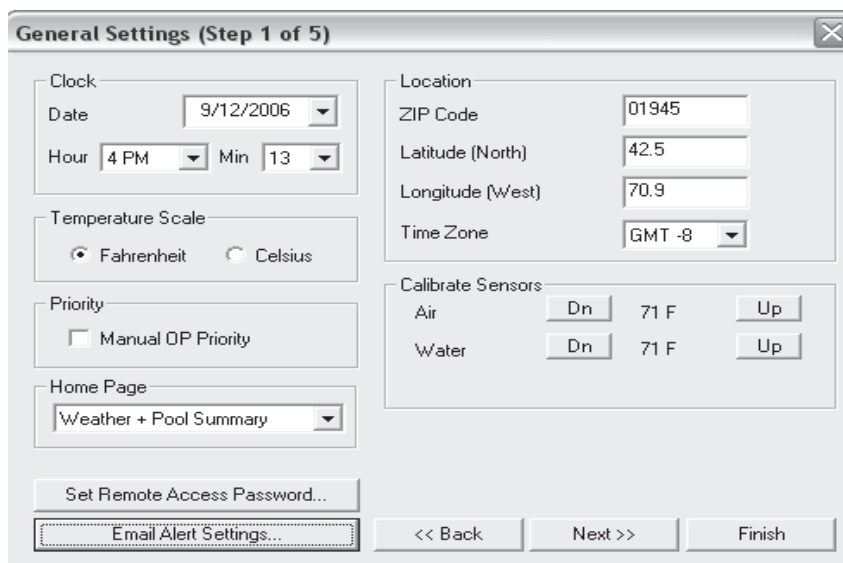 General Settings (Step 1 of 5)
Clock
Date 9/12/2006
Hour 4 PM Min 13
Temperature Scale
Fahrenheit Celsius
Priority
Manual OP Priority
Home Page
Weather + Pool Summary
Set Remote Access Password...
Email Alert Settings...
Location
ZIP Code 01945
Latitude (North) 42.5
Longitude (West) 70.9
Time Zone GMT -8
Calibrate Sensors
Air Dn 71 F Up
Water Dn 71 F Up
<< Back Next >> Finish